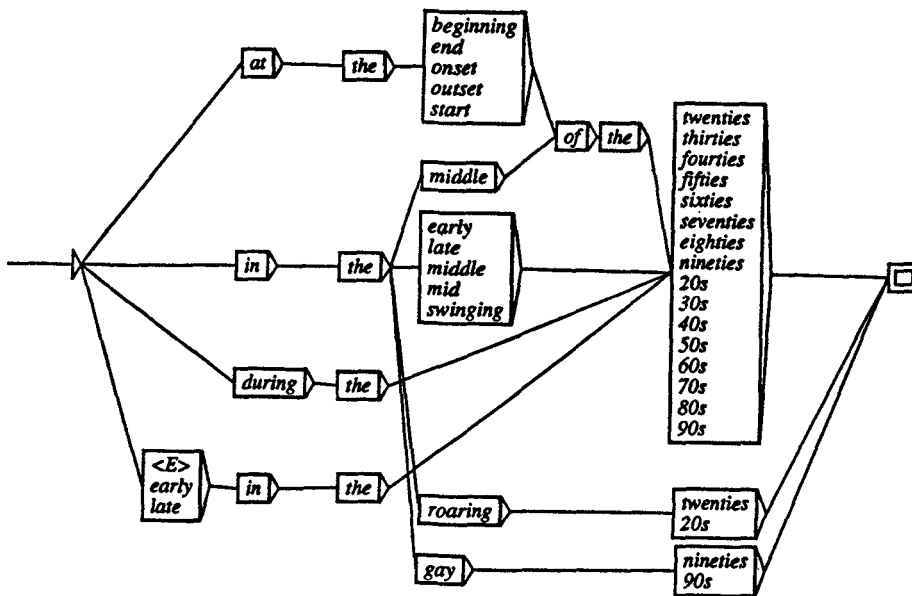 at
the
beginning
end
onset
outset
start
of
the
middle
in
the
early
late
middle
mid
swinging
twenties
thirties
fourties
fifties
sixties
seventies
eighties
nineties
20s
30s
40s
50s
60s
70s
80s
90s
during
the
<E>
early
late
in
the
roaring
twenties
20s
gay
nineties
90s